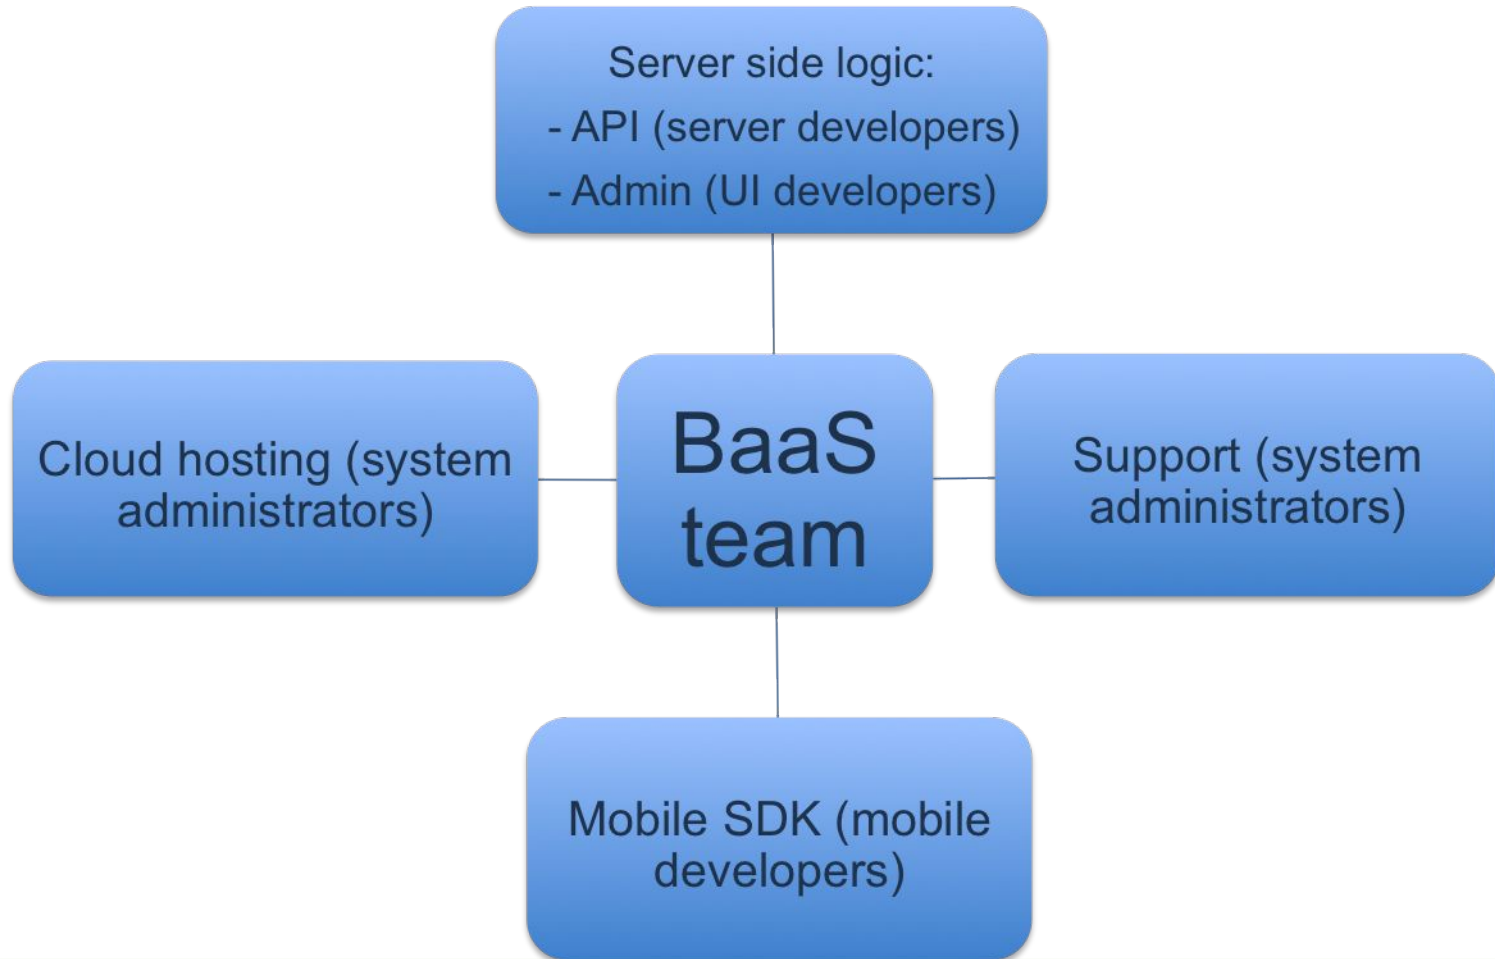 Server side logic:
- API (server developers)
- Admin (UI developers)
Cloud hosting (system
administrators)
BaaS
team
Support (system
administrators)
Mobile SDK (mobile
developers)